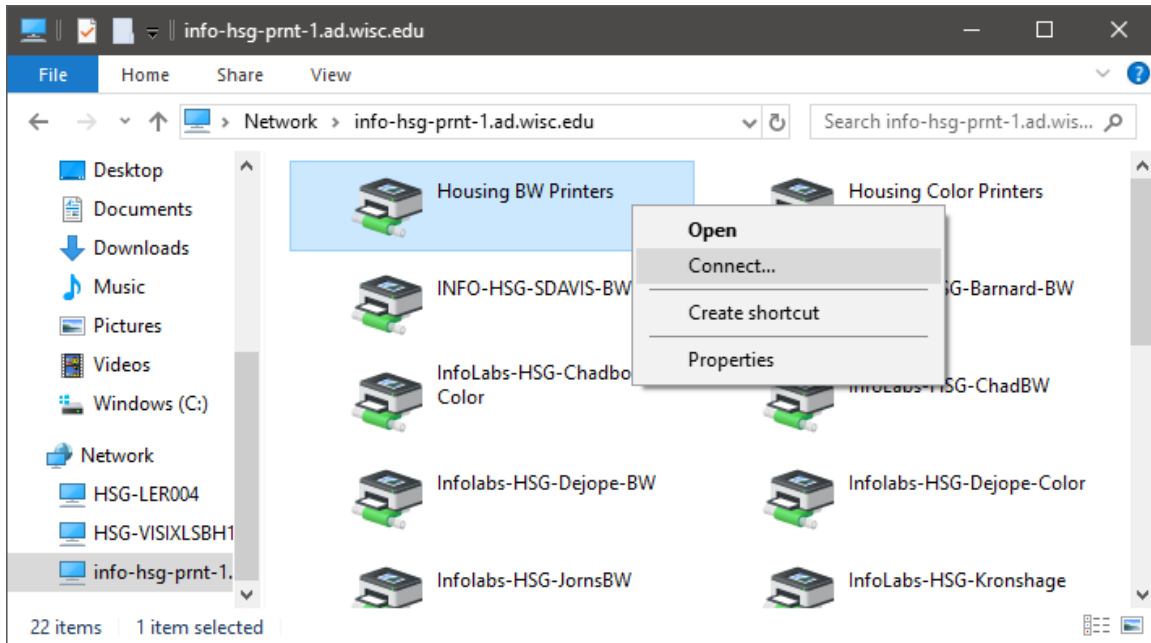 info-hsg-prnt-1.ad.wisc.edu
File Home Share View
Network > info-hsg-prnt-1.ad.wisc.edu
Search info-hsg-prnt-1.ad.wis...
Desktop
Documents
Downloads
Music
Pictures
Videos
Windows (C:)
Network
HSG-LER004
HSG-VISIXLSBH1
info-hsg-prnt-1.
Housing BW Printers
Housing Color Printers
Open
Connect...
Create shortcut
Properties
INFO-HSG-SDAVIS-BW
SG-Barnard-BW
InfoLabs-HSG-Chadbo
Color
InfoLabs-HSG-ChadBW
Infolabs-HSG-Dejope-BW
Infolabs-HSG-Dejope-Color
Infolabs-HSG-JornsBW
InfoLabs-HSG-Kronshage
22 items 1 item selected